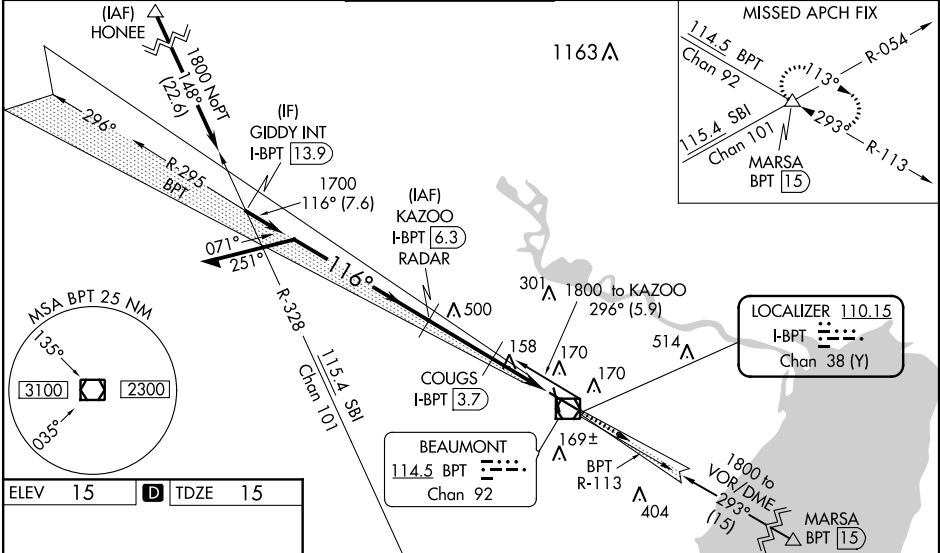 (IAF)
HONEE
1800 NoPT
148°
(22.6)
(IF)
GIDDY INT
I-BPT 13.9
1700
116° (7.6)
296°
R-295
BPT
071°
251°
116°
(IAF)
KAZOO
I-BPT 6.3
RADAR
1163
MISSED APCH FIX
114.5 BPT
Chan 92
R-054
113°
293°
115.4 SBI
Chan 101
R-113
MARSA
BPT 15
MSA BPT 25 NM
135°
3100
2300
035°
R-328
115.4 SBI
Chan 101
500
301
1800 to KAZOO
296° (5.9)
158
170
514
170
COUGS
I-BPT 3.7
LOCALIZER 110.15
I-BPT
Chan 38 (Y)
BEAUMONT
114.5 BPT
Chan 92
169±
BPT
R-113
404
1800 to
VOR/DME
293°
(15)
MARSA
BPT 15
ELEV 15 D TDZE 15